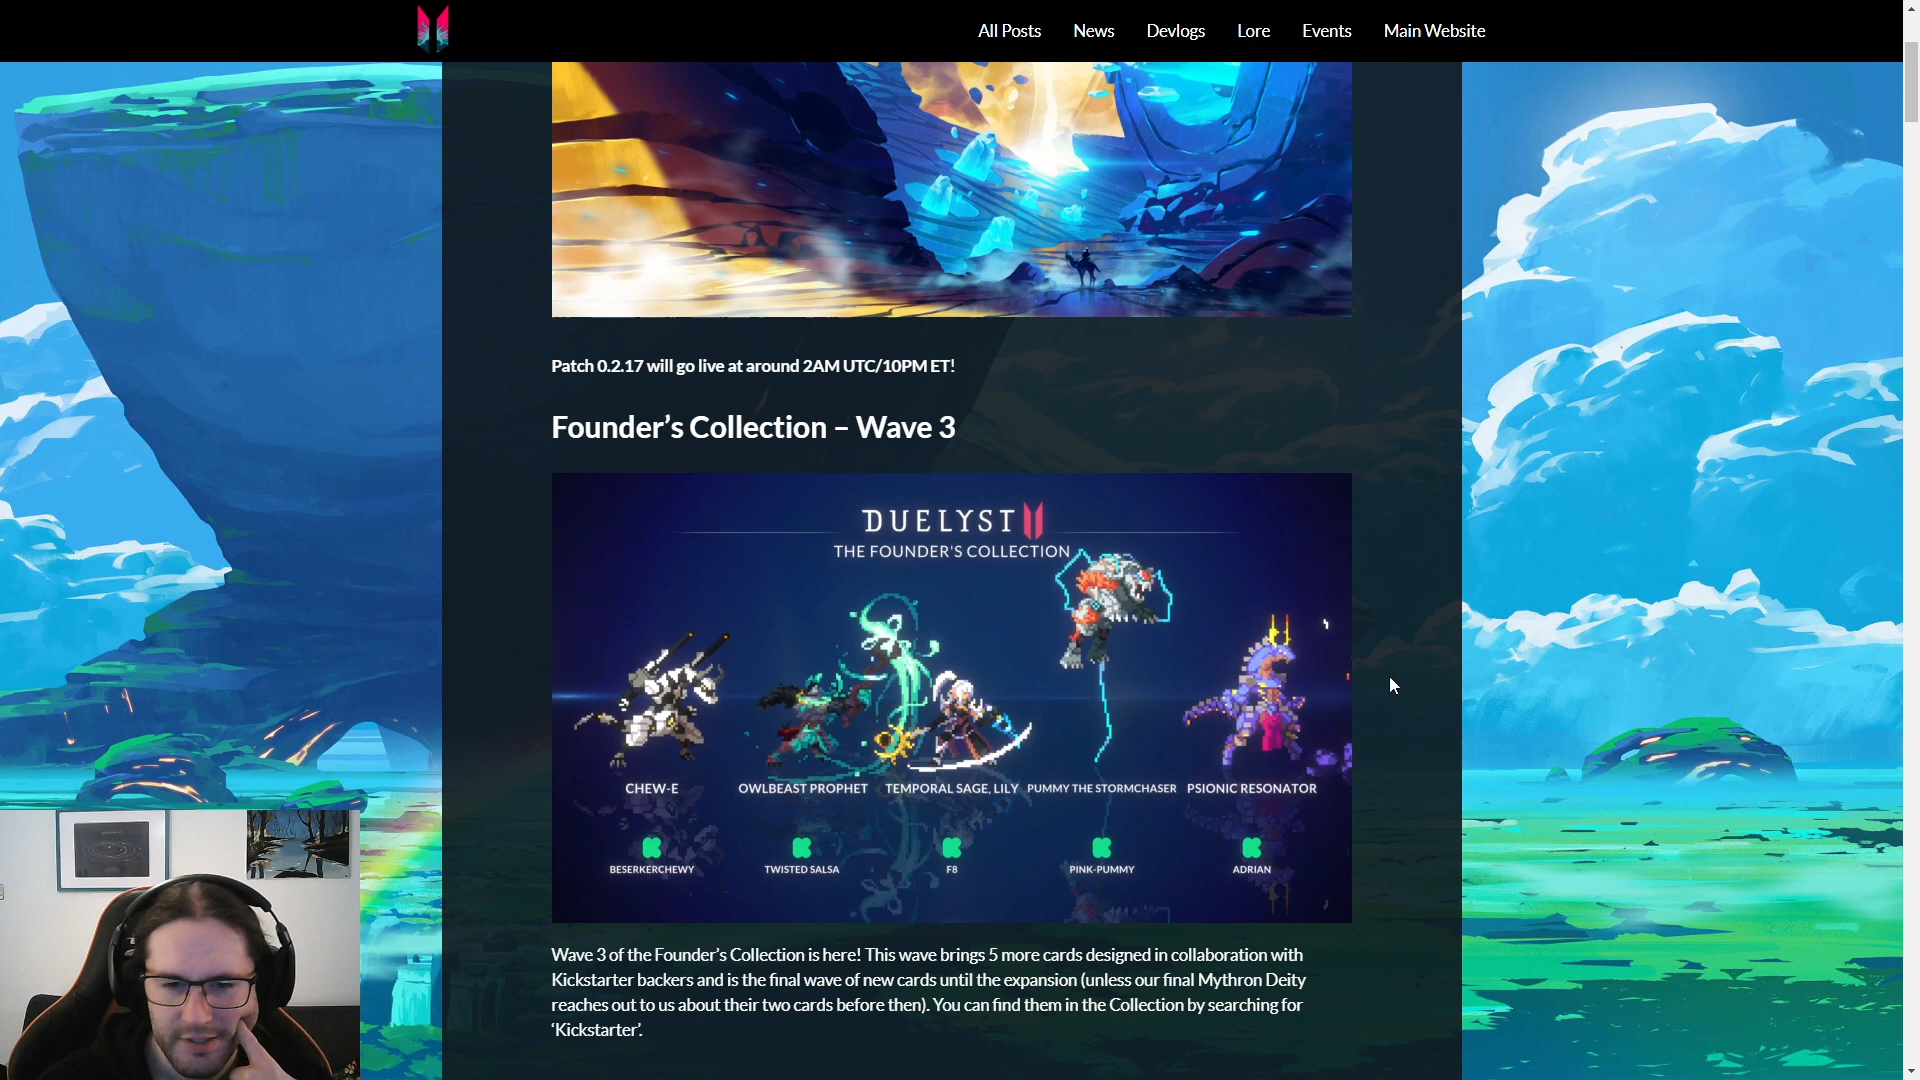 All Posts News Devlogs Lore Events Main Website
Patch 0.2.17 will go live at around 2AM UTC/10PM ET!
Founder’s Collection – Wave 3
DUELYST II
THE FOUNDER'S COLLECTION
CHEW-E OWLBEAST PROPHET TEMPORAL SAGE, LILY PUMMY THE STORMCHASER PSIONIC RESONATOR
BESERKERCHEWY TWISTED SALSA F8 PINK-PUMMY ADRIAN
Wave 3 of the Founder’s Collection is here! This wave brings 5 more cards designed in collaboration with
Kickstarter backers and is the final wave of new cards until the expansion (unless our final Mythron Deity
reaches out to us about their two cards before then). You can find them in the Collection by searching for
‘Kickstarter’.